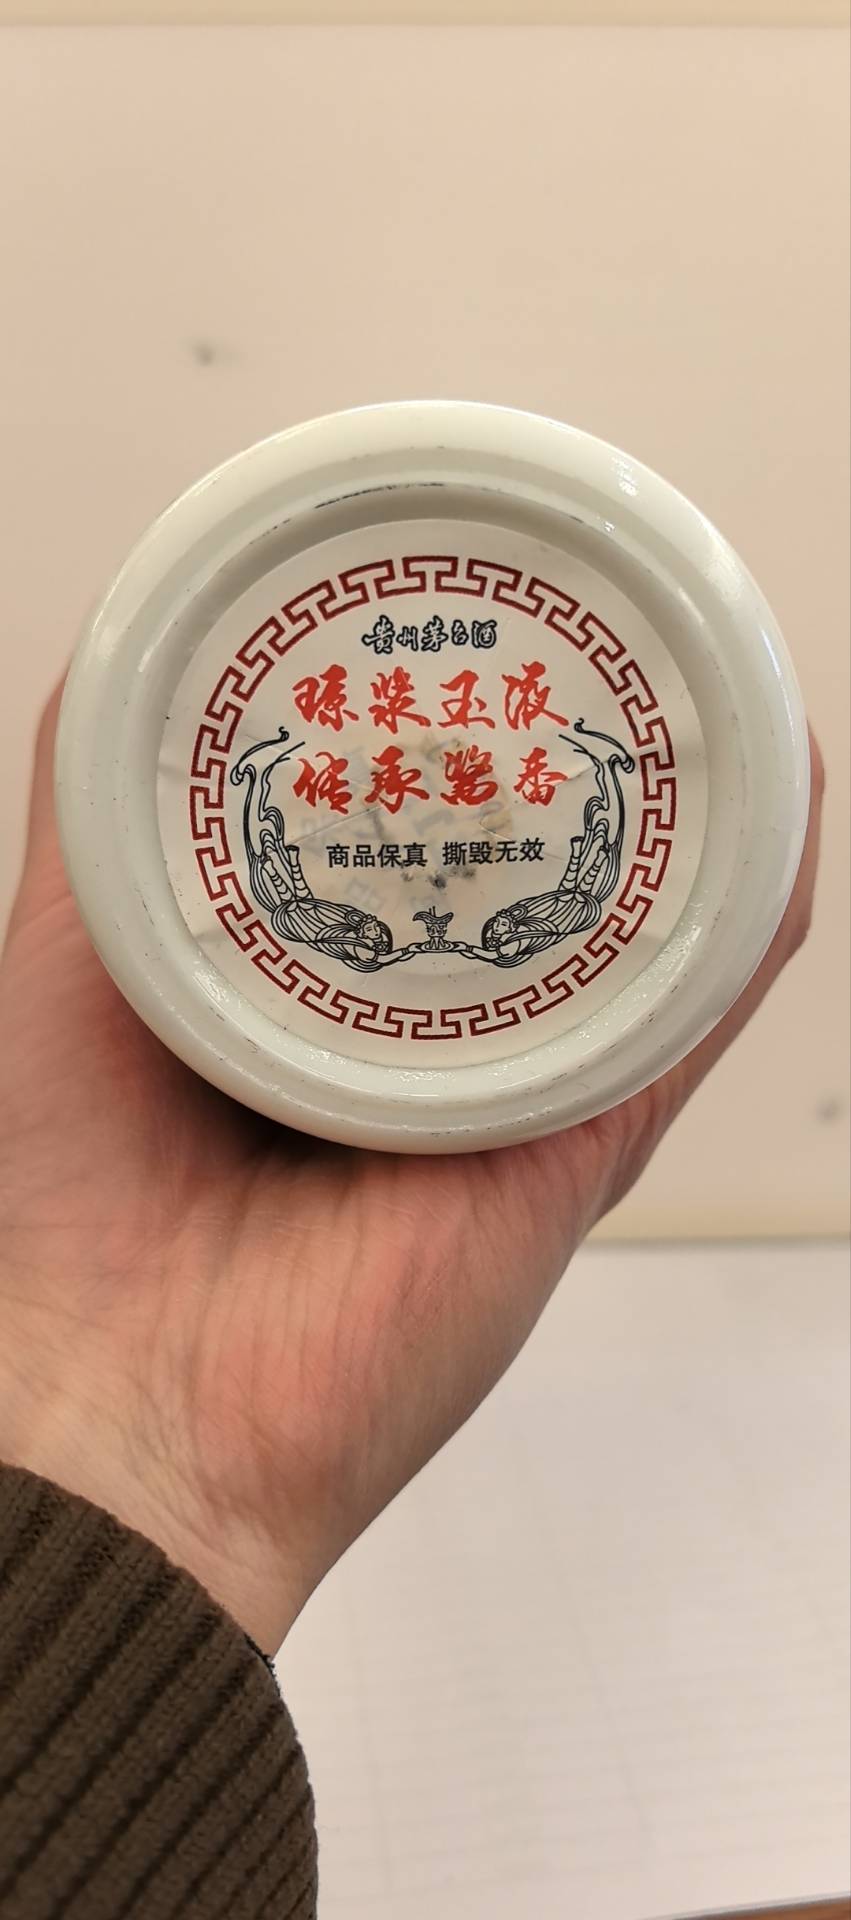 贵州茅台酒
琼浆玉液
传承酱香
商品保真 撕毁无效